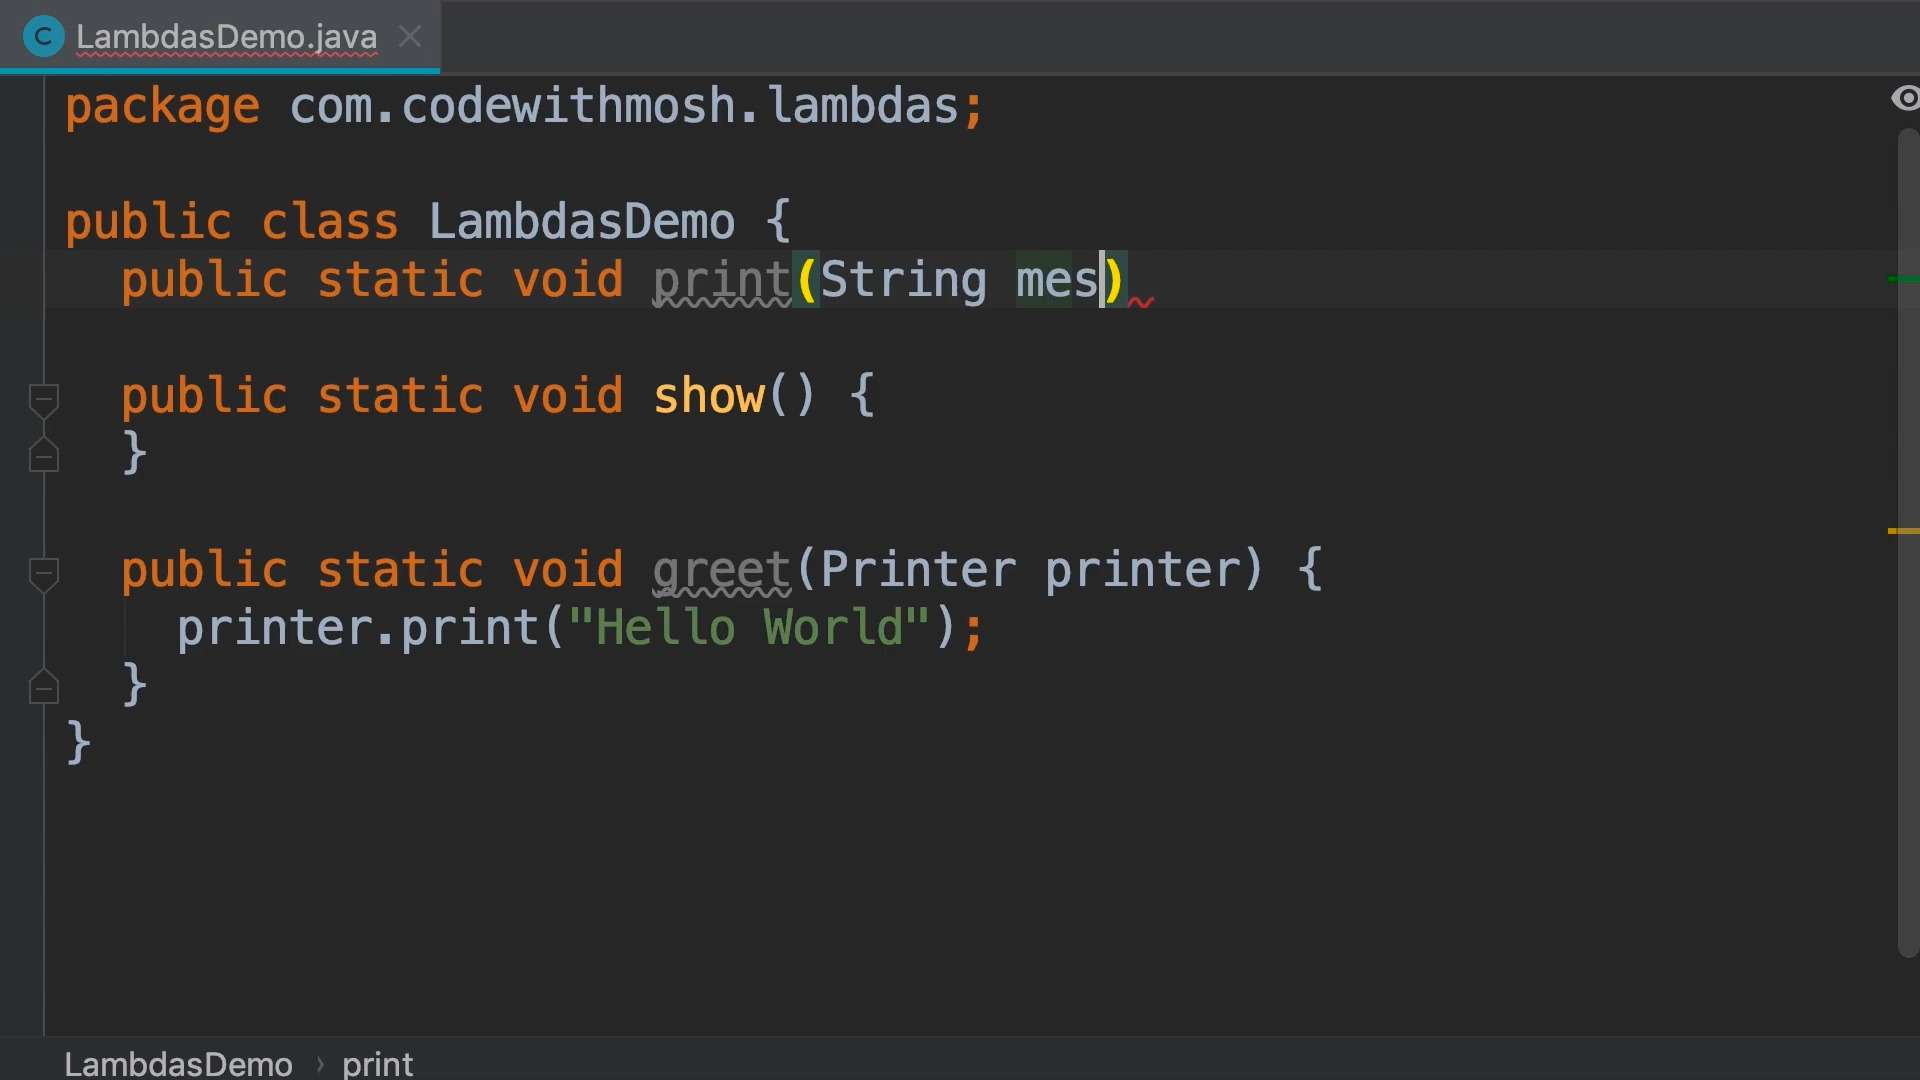 LambdasDemo.java
package com.codewithmosh.lambdas;
public class LambdasDemo {
public static void print(String mes)
public static void show() {
}
public static void greet(Printer printer) {
printer.print("Hello World");
}
}
LambdasDemo › print